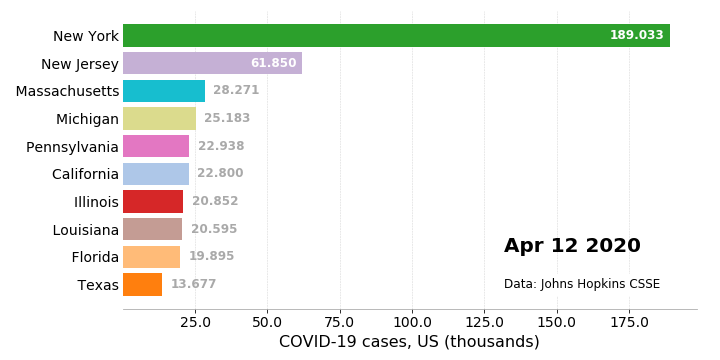 New York 189.033
New Jersey 61.850
Massachusetts 28.271
Michigan 25.183
Pennsylvania 22.938
California 22.800
Illinois 20.852
Louisiana 20.595
Florida 19.895
Texas 13.677
Apr 12 2020
Data: Johns Hopkins CSSE
25.0 50.0 75.0 100.0 125.0 150.0 175.0
COVID-19 cases, US (thousands)